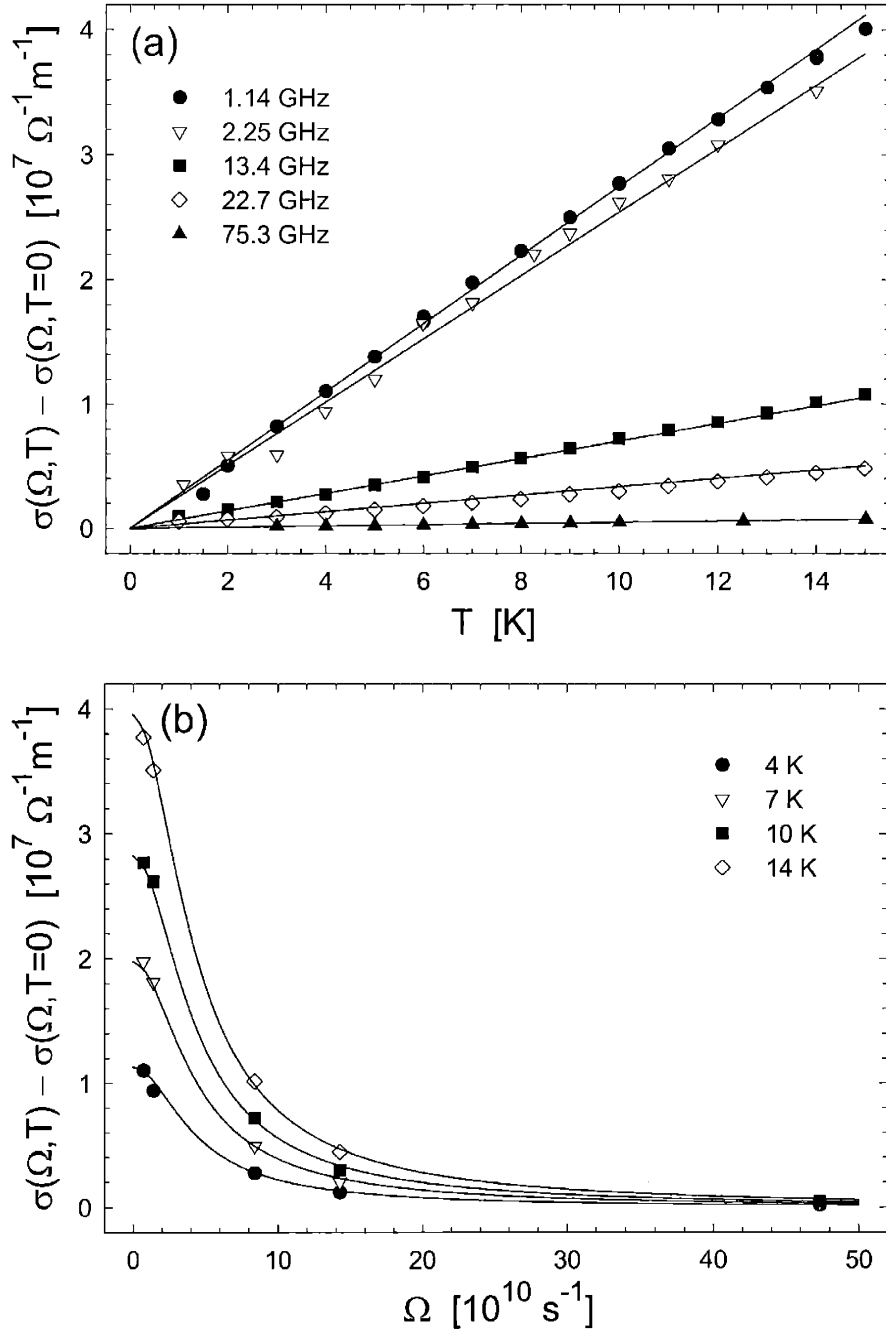 (a)
1.14 GHz
2.25 GHz
13.4 GHz
22.7 GHz
75.3 GHz
σ(Ω,T) – σ(Ω,T=0) [10⁷ Ω⁻¹m⁻¹]
4
3
2
1
0
0 2 4 6 8 10 12 14
T [K]
(b)
4 K
7 K
10 K
14 K
σ(Ω,T) – σ(Ω,T=0) [10⁷ Ω⁻¹m⁻¹]
4
3
2
1
0
0 10 20 30 40 50
Ω [10¹⁰ s⁻¹]